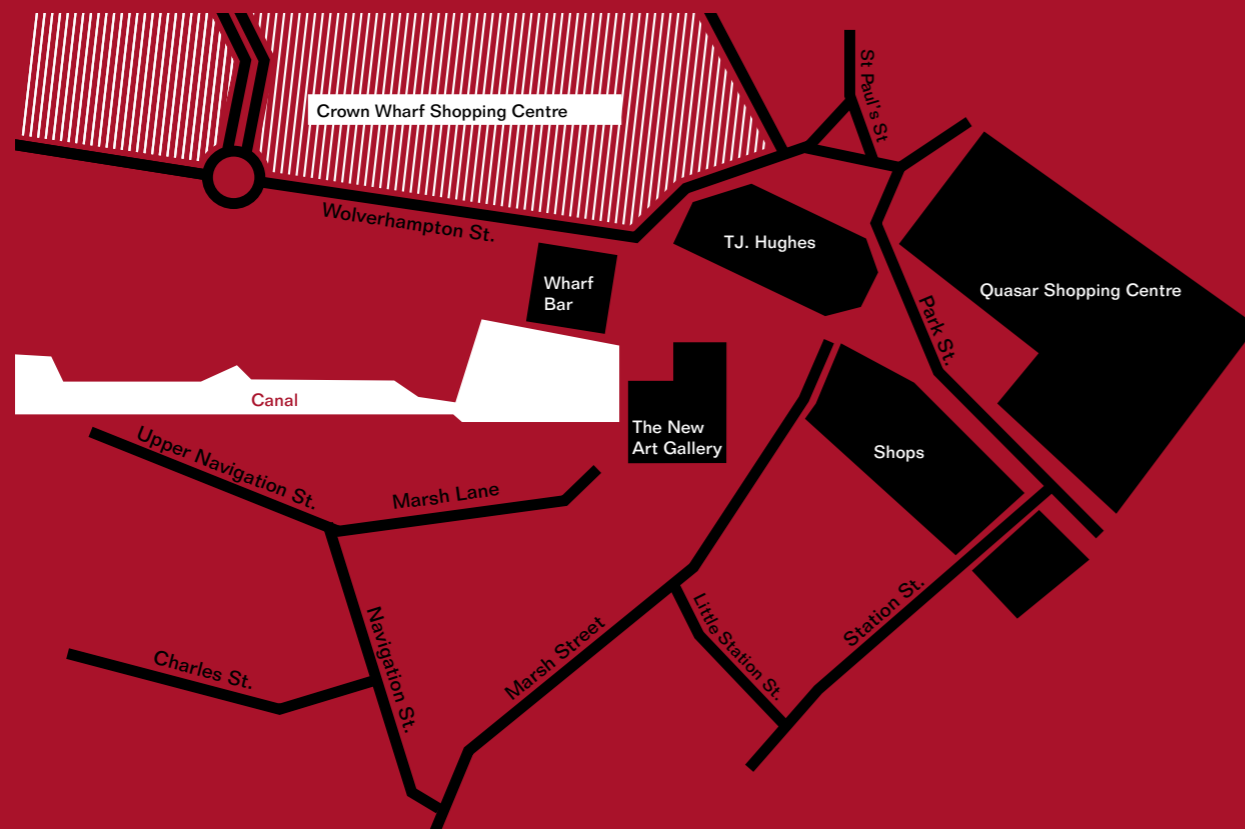 St Paul's St
Crown Wharf Shopping Centre
Wolverhampton St.
TJ. Hughes
Wharf
Bar
Quasar Shopping Centre
Park St.
Canal
The New
Art Gallery
Shops
Upper Navigation St.
Marsh Lane
Navigation St.
Little Station St.
Station St.
Marsh Street
Charles St.